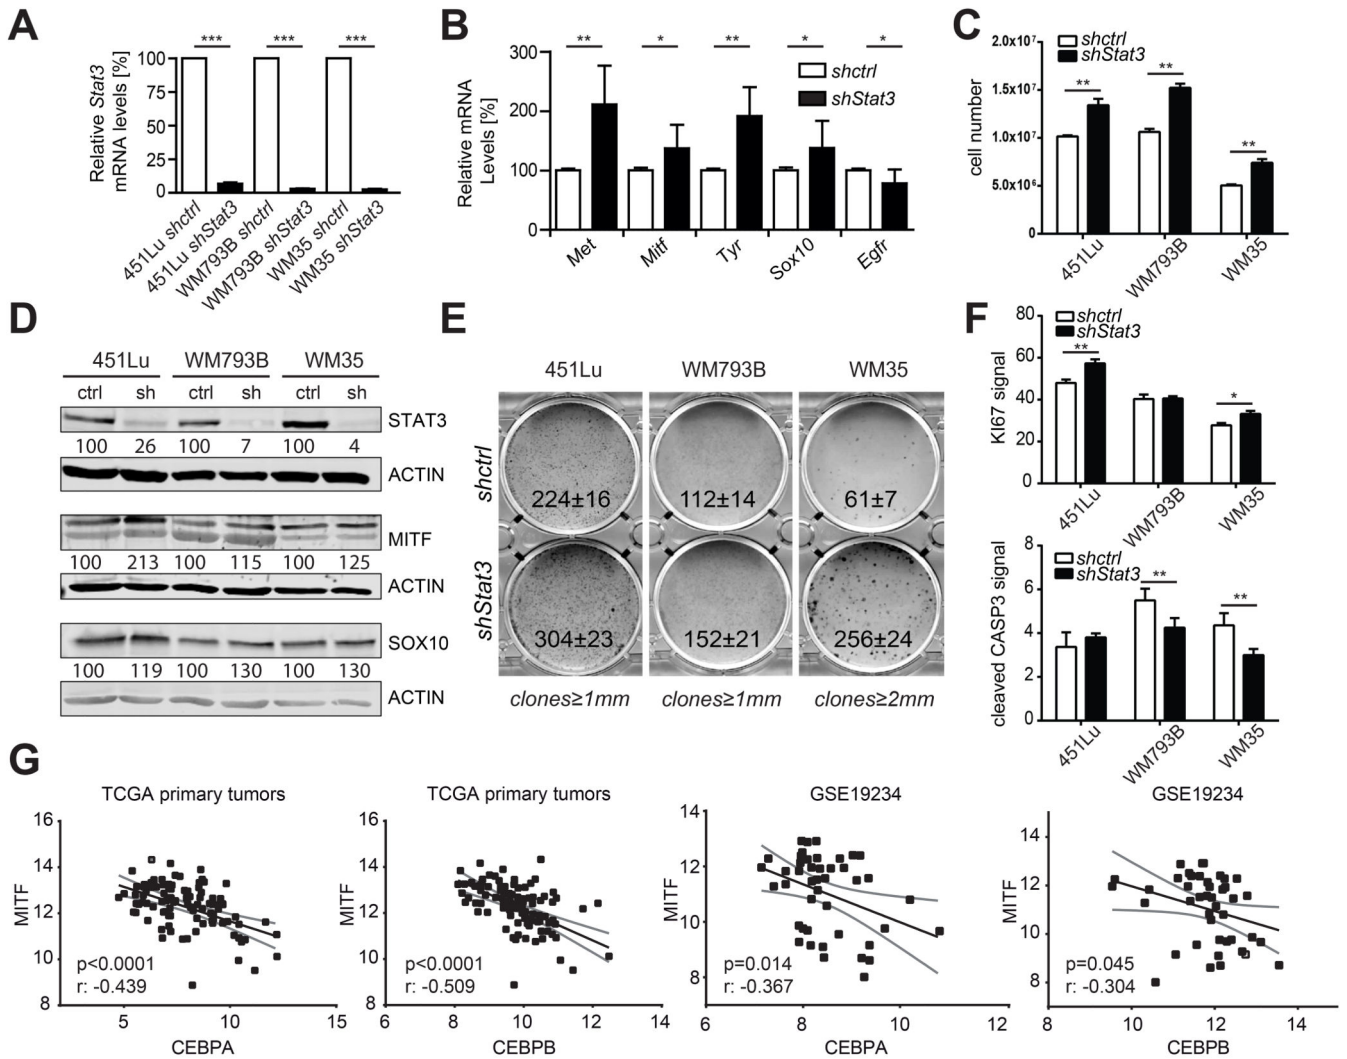 A
Relative Stat3
mRNA levels [%]
100
75
50
25
0
***
***
***
451Lu shctrl
451Lu shStat3
WM793B shctrl
WM793B shStat3
WM35 shctrl
WM35 shStat3
B
Relative mRNA
Levels [%]
300
200
100
0
**
*
**
*
*
shctrl
shStat3
Met
Mitf
Tyr
Sox10
Egfr
C
cell number
2.0x10⁷
1.5x10⁷
1.0x10⁷
5.0x10⁶
0
shctrl
shStat3
**
**
**
451Lu
WM793B
WM35
D
451Lu WM793B WM35
ctrl sh ctrl sh ctrl sh
STAT3
100 26 100 7 100 4
ACTIN
MITF
100 213 100 115 100 125
ACTIN
SOX10
100 119 100 130 100 130
ACTIN
E
451Lu WM793B WM35
shctrl
224±16 112±14 61±7
shStat3
304±23 152±21 256±24
clones≥1mm clones≥1mm clones≥2mm
F
KI67 signal
80
60
40
20
0
shctrl
shStat3
**
*
451Lu
WM793B
WM35
cleaved CASP3 signal
8
6
4
2
0
shctrl
shStat3
**
**
451Lu
WM793B
WM35
G
TCGA primary tumors
MITF
16
14
12
10
8
p<0.0001
r: -0.439
5 10 15
CEBPA
TCGA primary tumors
MITF
16
14
12
10
8
p<0.0001
r: -0.509
6 8 10 12 14
CEBPB
GSE19234
MITF
14
12
10
8
p=0.014
r: -0.367
6 8 10 12
CEBPA
GSE19234
MITF
14
12
10
8
p=0.045
r: -0.304
8 10 12 14
CEBPB